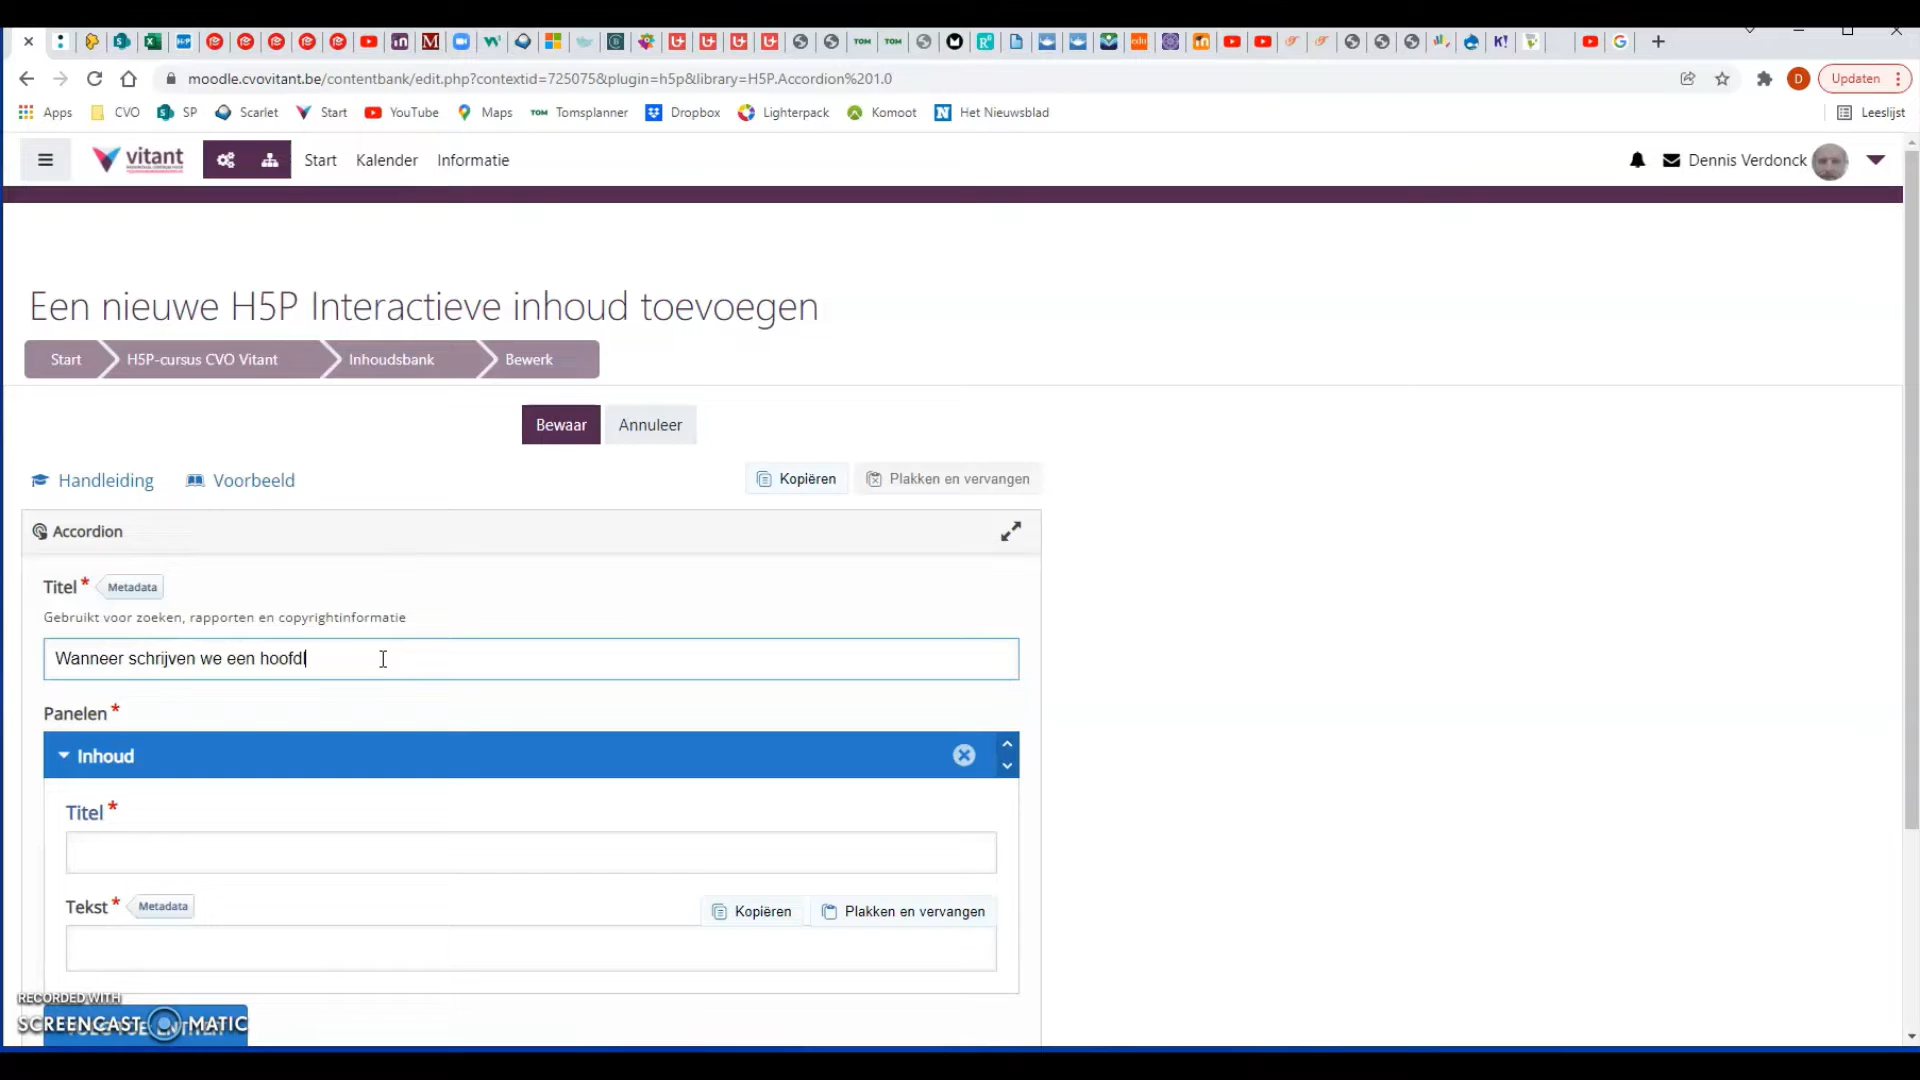 moodle.cvovitant.be/contentbank/edit.php?contextid=725075&plugin=h5p&library=H5P.Accordion%201.0
D
Updaten
Apps CVO SP Scarlet Start YouTube Maps TOM Tomsplanner Dropbox Lighterpack Komoot Het Nieuwsblad Leeslijst
vitant Start Kalender Informatie Dennis Verdonck
Een nieuwe H5P Interactieve inhoud toevoegen
Start H5P-cursus CVO Vitant Inhoudsbank Bewerk
Bewaar Annuleer
Handleiding Voorbeeld Kopiëren Plakken en vervangen
Accordion
Titel * Metadata
Gebruikt voor zoeken, rapporten en copyrightinformatie
Wanneer schrijven we een hoofd
Panelen *
Inhoud
Titel *
Tekst * Metadata Kopiëren Plakken en vervangen
RECORDED WITH
SCREENCAST MATIC